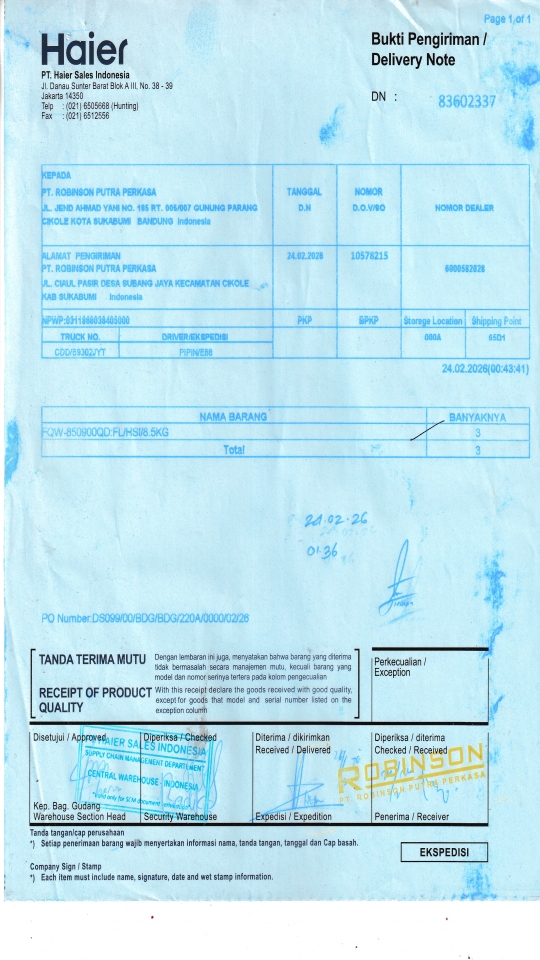 Page 1 of 1
Haier
Bukti Pengiriman /
Delivery Note
PT. Haier Sales Indonesia
Jl. Danau Sunter Barat Blok A III, No. 38 - 39
Jakarta 14350
Telp : (021) 6505668 (Hunting)
Fax : (021) 6512556
DN : 83602337
KEPADA
PT. ROBINSON PUTRA PERKASA
JL. JEND AHMAD YANI NO. 185 RT. 006/007 GUNUNG PARANG
CIKOLE KOTA SUKABUMI BANDUNG Indonesia
TANGGAL
D.N
NOMOR
D.O.V/SO
NOMOR DEALER
ALAMAT PENGIRIMAN
PT. ROBINSON PUTRA PERKASA
JL. CIAUL PASIR DESA SUBANG JAYA KECAMATAN CIKOLE
KAB SUKABUMI Indonesia
24.02.2026
10578215
NPWP:
PKP
BPKP
Storage Location
Shipping Point
TRUCK NO.
DRIVER/EKSPEDISI
000A
65D1
24.02.2026(00:43:41)
NAMA BARANG
BANYAKNYA
FQW-850900QD:FL/HSI/8.5KG
3
Total
3
24.02.26
01.36
PO Number:DS099/00/BDG/BDG/220A/0000/02/26
TANDA TERIMA MUTU
Dengan lembaran ini juga, menyatakan bahwa barang yang diterima
tidak bermasalah secara manajemen mutu, kecuali barang yang
model dan nomor serinya tertera pada kolom pengecualian
RECEIPT OF PRODUCT
QUALITY
With this receipt declare the goods received with good quality,
except for goods that model and serial number listed on the
exception column
Perkecualian /
Exception
Disetujui / Approved
Diperiksa / Checked
Diterima / dikirimkan
Received / Delivered
Diperiksa / diterima
Checked / Received
HAIER SALES INDONESIA
SUPPLY CHAIN MANAGEMENT DEPARTEMENT
CENTRAL WAREHOUSE - INDONESIA
ROBINSON
PT. ROBINSON PUTRA PERKASA
Kep. Bag. Gudang
Warehouse Section Head
Security Warehouse
Expedisi / Expedition
Penerima / Receiver
Tanda tangan/cap perusahaan
*) Setiap penerimaan barang wajib menyertakan informasi nama, tanda tangan, tanggal dan Cap basah.
EKSPEDISI
Company Sign / Stamp
*) Each item must include name, signature, date and wet stamp information.